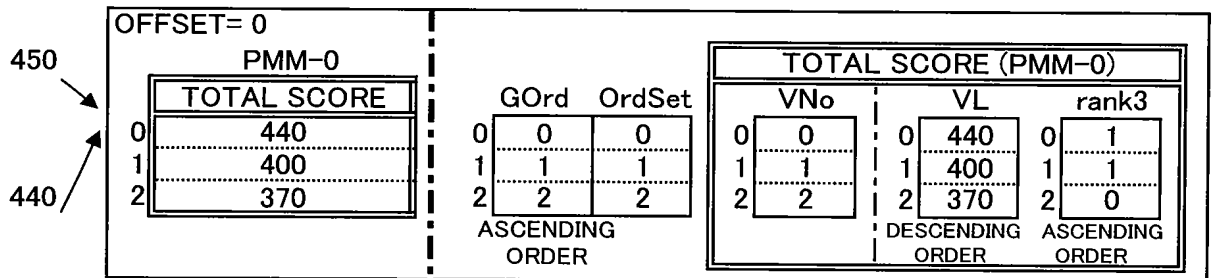 OFFSET= 0
450
440
PMM-0
TOTAL SCORE
0 440
1 400
2 370
GOrd OrdSet
0 0 0
1 1 1
2 2 2
ASCENDING
ORDER
TOTAL SCORE (PMM-0)
VNo VL rank3
0 0 0 440 0 1
1 1 1 400 1 1
2 2 2 370 2 0
DESCENDING ASCENDING
ORDER ORDER